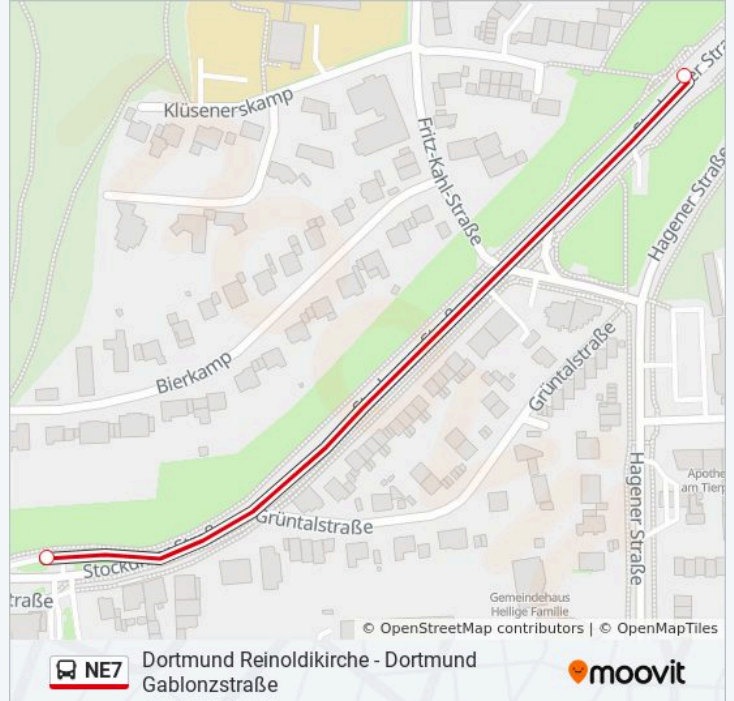 Klüsenerskamp
Fritz-Kahl-Straße
Hagener Straße
Bierkamp
Grüntalstraße
Hagener Straße
Grüntalstraße
Apothe
am Tierp
Gemeindehaus
Heilige Familie
traße
© OpenStreetMap contributors | © OpenMapTiles
NE7
Dortmund Reinoldikirche - Dortmund
Gablonzstraße
moovit